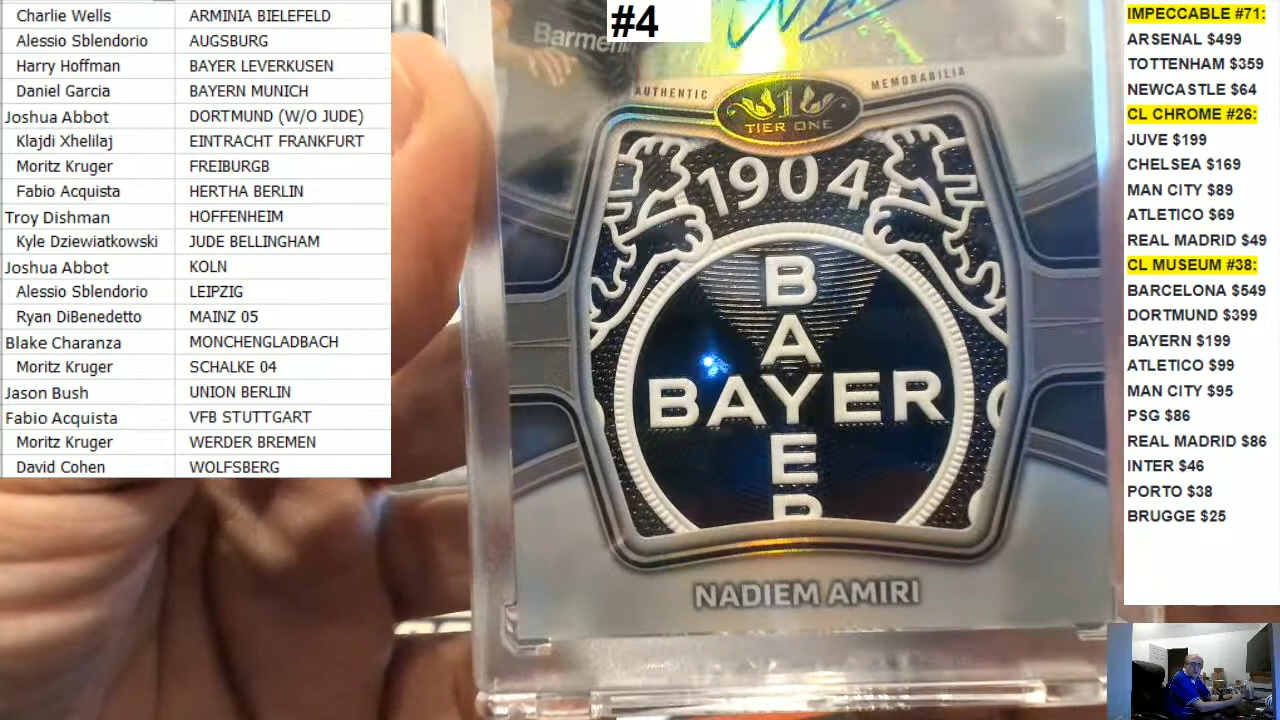 Charlie Wells ARMINIA BIELEFELD
Alessio Sblendorio AUGSBURG
Harry Hoffman BAYER LEVERKUSEN
Daniel Garcia BAYERN MUNICH
Joshua Abbot DORTMUND (W/O JUDE)
Klajdi Xhelilaj EINTRACHT FRANKFURT
Moritz Kruger FREIBURGB
Fabio Acquista HERTHA BERLIN
Troy Dishman HOFFENHEIM
Kyle Dziewiatkowski JUDE BELLINGHAM
Joshua Abbot KOLN
Alessio Sblendorio LEIPZIG
Ryan DiBenedetto MAINZ 05
Blake Charanza MONCHENGLADBACH
Moritz Kruger SCHALKE 04
Jason Bush UNION BERLIN
Fabio Acquista VFB STUTTGART
Moritz Kruger WERDER BREMEN
David Cohen WOLFSBERG
#4
AUTHENTIC MEMORABILIA
1
TIER ONE
1904
BAYER
BAYER
NADIEM AMIRI
IMPECCABLE #71:
ARSENAL $499
TOTTENHAM $359
NEWCASTLE $64
CL CHROME #26:
JUVE $199
CHELSEA $169
MAN CITY $89
ATLETICO $69
REAL MADRID $49
CL MUSEUM #38:
BARCELONA $549
DORTMUND $399
BAYERN $199
ATLETICO $99
MAN CITY $95
PSG $86
REAL MADRID $86
INTER $46
PORTO $38
BRUGGE $25